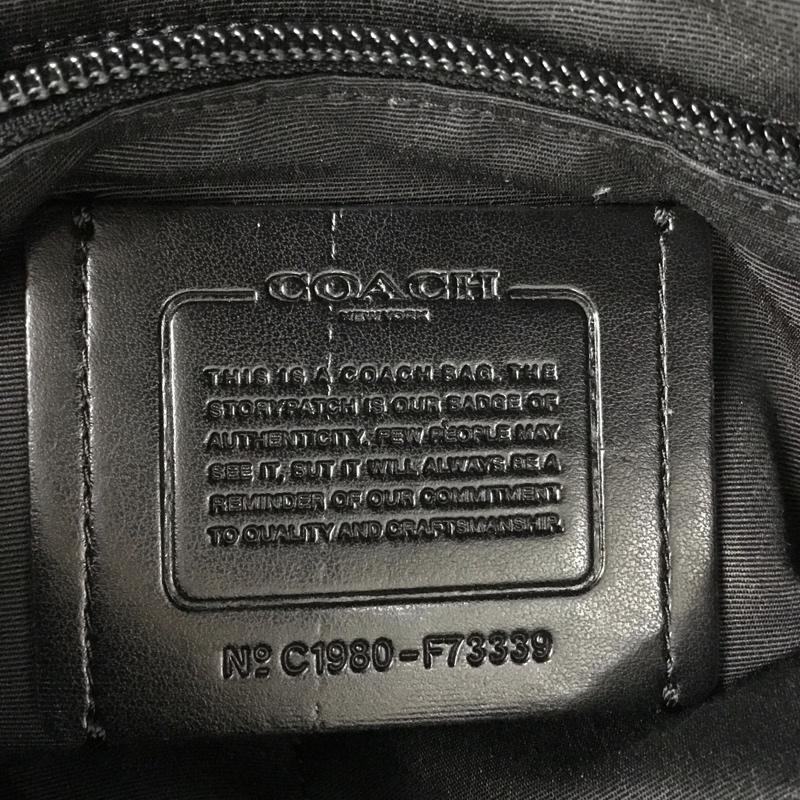 COACH
NEW YORK
THIS IS A COACH BAG. THE
STORYPATCH IS OUR BADGE OF
AUTHENTICITY. FEW PEOPLE MAY
SEE IT, BUT IT WILL ALWAYS BE A
REMINDER OF OUR COMMITMENT
TO QUALITY AND CRAFTSMANSHIP.
Nº C1980-F73339